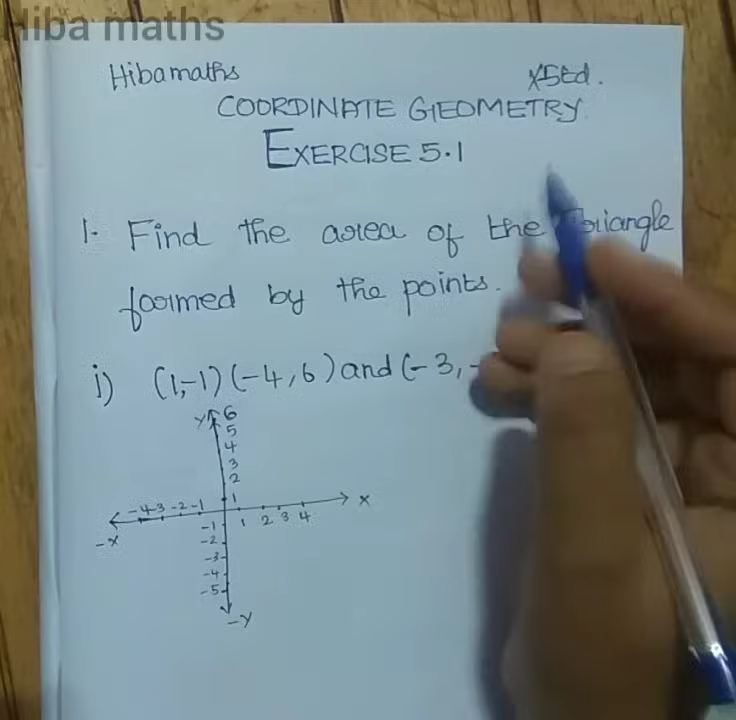 Hiba maths
Hibamaths X Std.
COORDINATE GEOMETRY
EXERCISE 5.1
1. Find the area of the Triangle
formed by the points.
i) (1,-1) (-4,6) and (-3,
Y 6
5
4
3
2
1
-4 -3 -2 -1 1 2 3 4 X
-X
-1
-2
-3
-4
-5
-Y